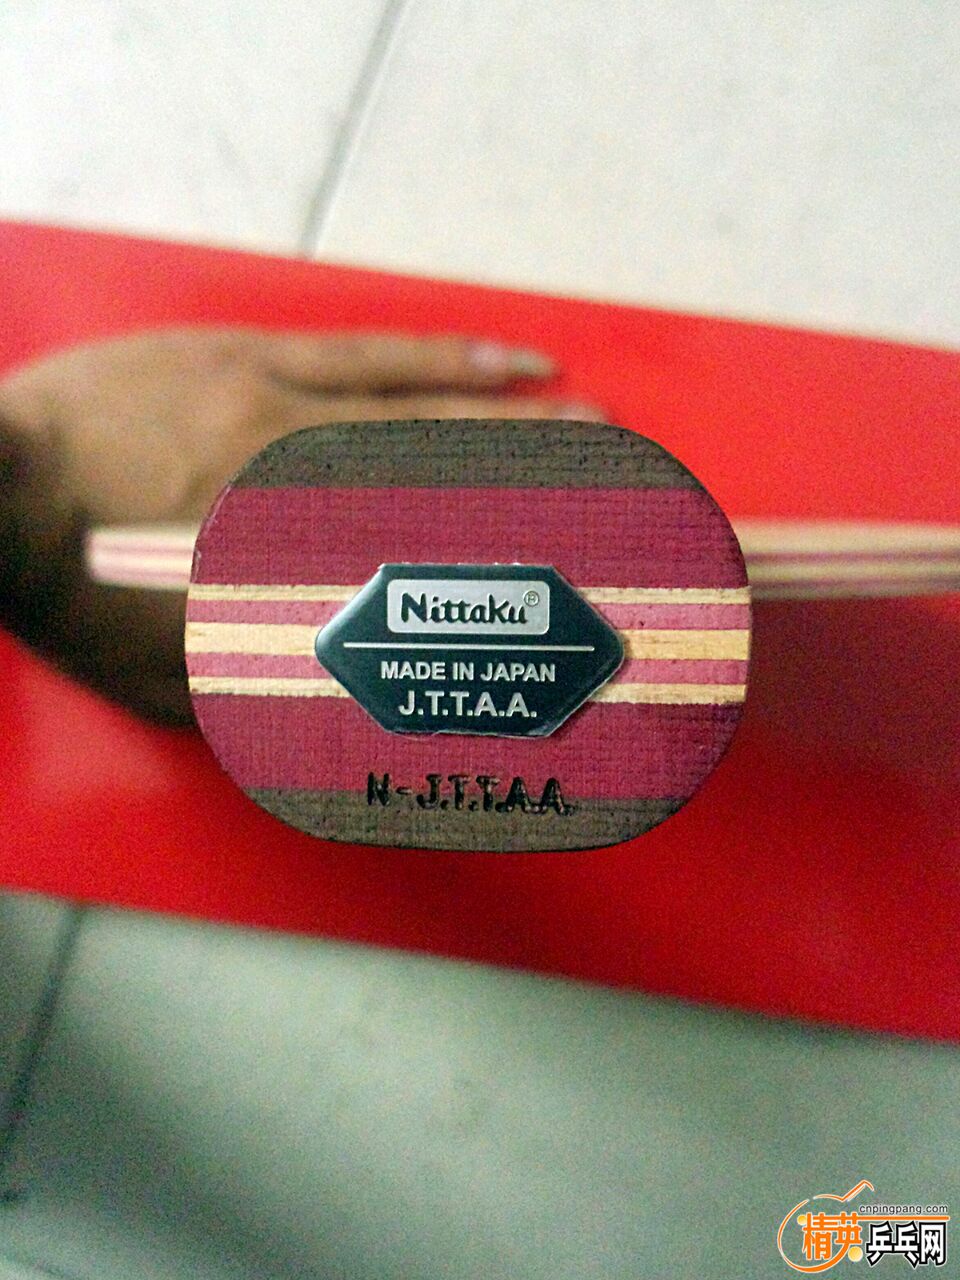 Nittaku®
MADE IN JAPAN
J.T.T.A.A.
N-J.T.T.A.A.
cnpingpang.com
精英乒乓网